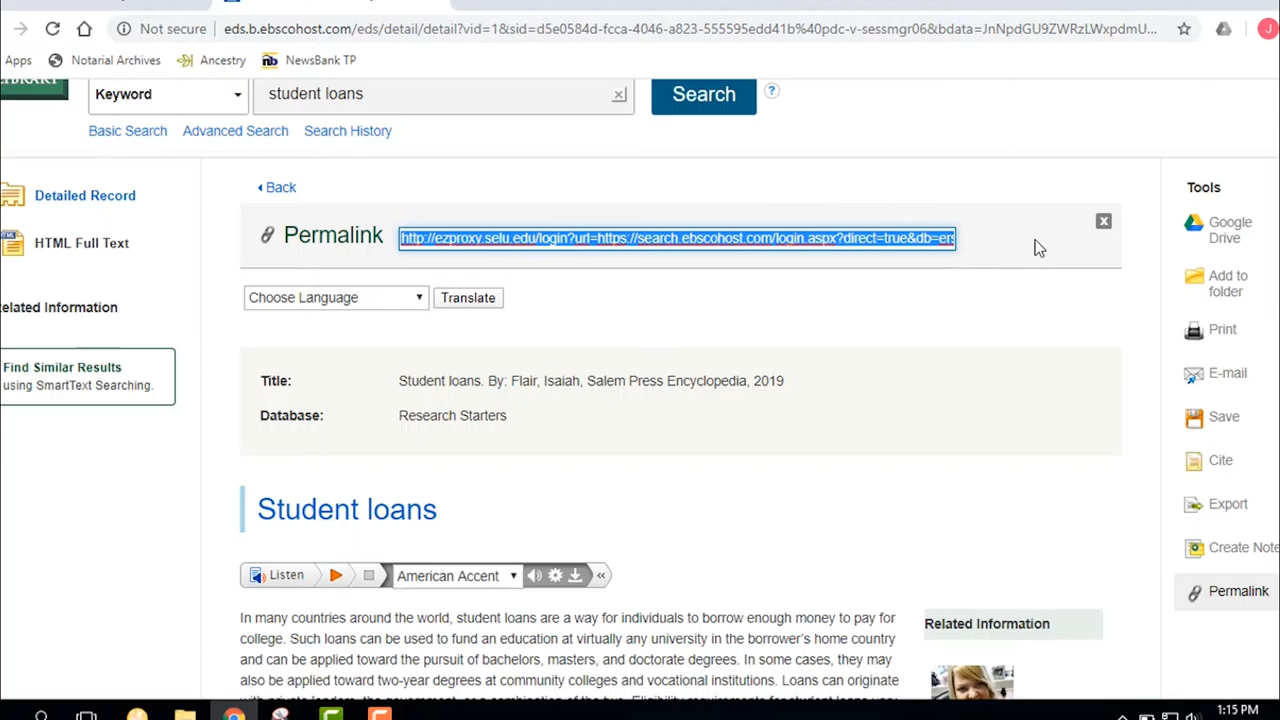 Not secure eds.b.ebscohost.com/eds/detail/detail?vid=1&sid=d5e0584d-fcca-4046-a823-555595edd41b%40pdc-v-sessmgr06&bdata=JnNpdGU9ZWRzLWxpdmU... J
Apps Notarial Archives Ancestry nb NewsBank TP
Keyword student loans Search ?
Basic Search Advanced Search Search History
Detailed Record
HTML Full Text
elated Information
Find Similar Results
using SmartText Searching.
Back
Permalink http://ezproxy.selu.edu/login?url=https://search.ebscohost.com/login.aspx?direct=true&db=ers
Choose Language Translate
Title: Student loans. By: Flair, Isaiah, Salem Press Encyclopedia, 2019
Database: Research Starters
Student loans
Listen American Accent «
In many countries around the world, student loans are a way for individuals to borrow enough money to pay for
college. Such loans can be used to fund an education at virtually any university in the borrower's home country
and can be applied toward the pursuit of bachelors, masters, and doctorate degrees. In some cases, they may
also be applied toward two-year degrees at community colleges and vocational institutions. Loans can originate
Related Information
Tools
Google
Drive
Add to
folder
Print
E-mail
Save
Cite
Export
Create Note
Permalink
1:15 PM